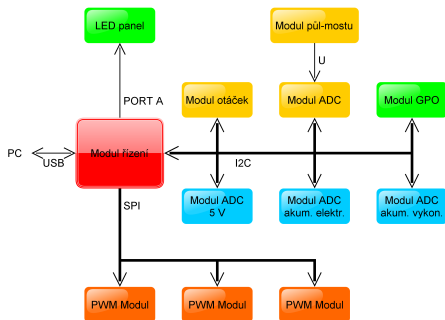 LED panel
Modul půl-mostu
U
PORT A
Modul otáček
Modul ADC
Modul GPO
PC
USB
Modul řízení
I2C
SPI
Modul ADC
5 V
Modul ADC
akum. elektr.
Modul ADC
akum. vykon.
PWM Modul
PWM Modul
PWM Modul